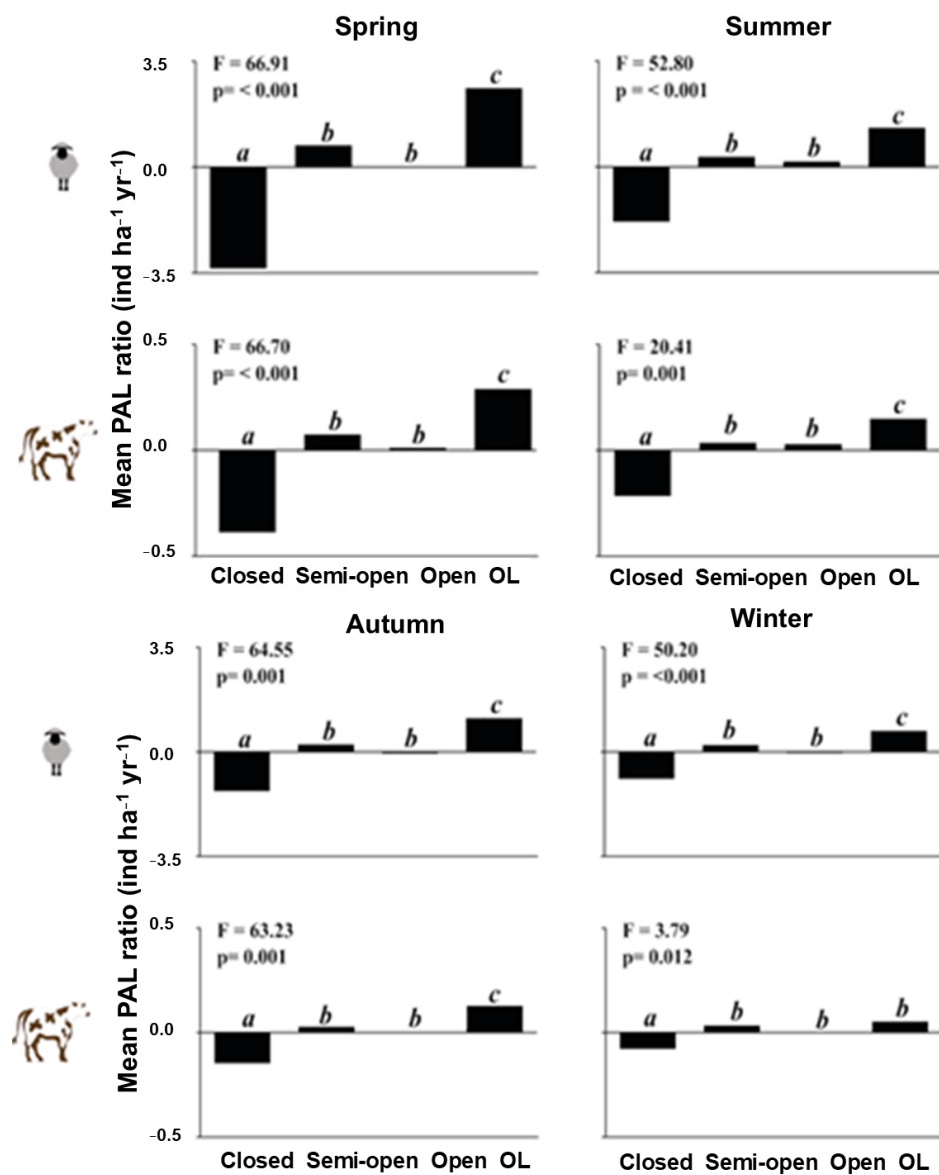 Spring
Summer
3.5
F = 66.91
p= < 0.001
a
b
b
c
F = 52.80
p = < 0.001
a
b
b
c
0.0
−3.5
Mean PAL ratio (ind ha⁻¹ yr⁻¹)
0.5
F = 66.70
p= < 0.001
a
b
b
c
F = 20.41
p= 0.001
a
b
b
c
0.0
−0.5
Closed Semi-open Open OL
Closed Semi-open Open OL
Autumn
Winter
3.5
F = 64.55
p= 0.001
a
b
b
c
F = 50.20
p = <0.001
a
b
b
c
0.0
−3.5
Mean PAL ratio (ind ha⁻¹ yr⁻¹)
0.5
F = 63.23
p= 0.001
a
b
b
c
F = 3.79
p= 0.012
a
b
b
b
0.0
−0.5
Closed Semi-open Open OL
Closed Semi-open Open OL